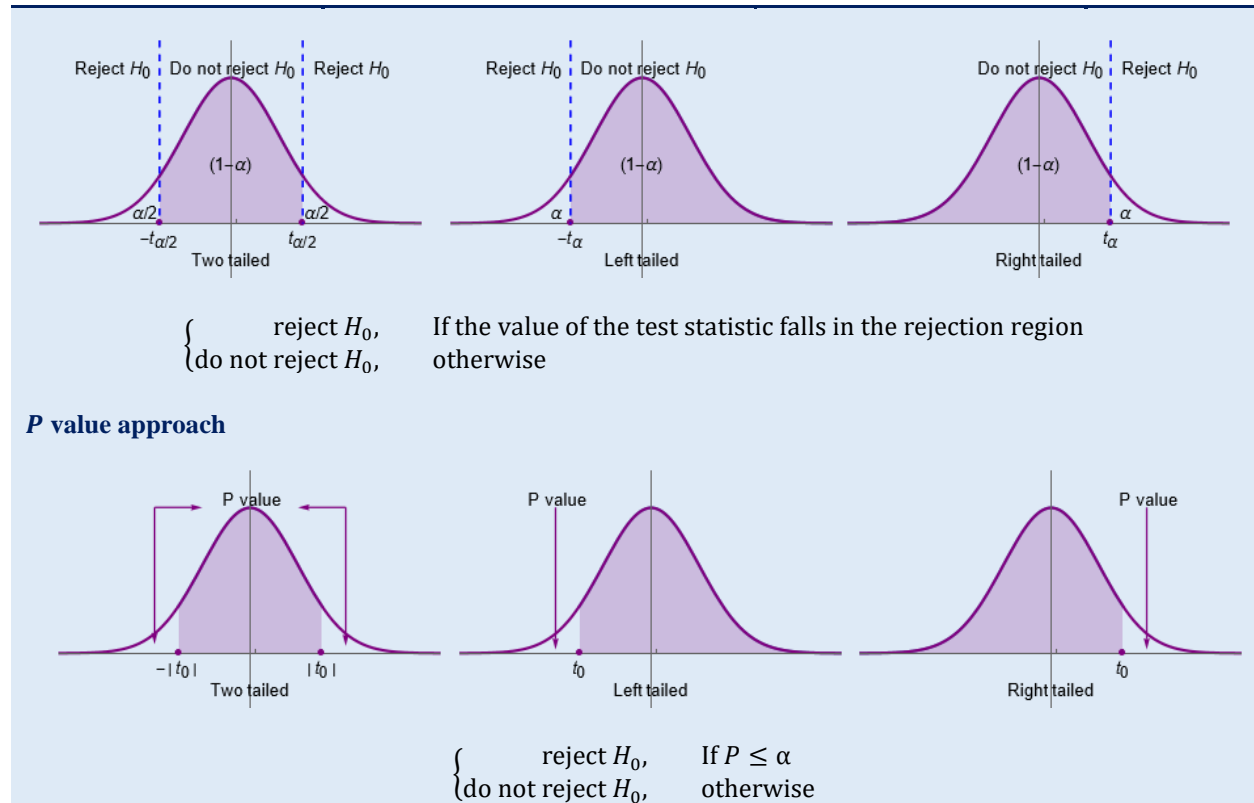 Reject H₀ Do not reject H₀ Reject H₀
(1-α)
α/2 α/2
-tα/2 tα/2
Two tailed
Reject H₀ Do not reject H₀
(1-α)
α
-tα
Left tailed
Do not reject H₀ Reject H₀
(1-α)
α
tα
Right tailed
{ reject H₀, If the value of the test statistic falls in the rejection region
do not reject H₀, otherwise
P value approach
P value
-|t₀| |t₀|
Two tailed
P value
t₀
Left tailed
P value
t₀
Right tailed
{ reject H₀, If P ≤ α
do not reject H₀, otherwise